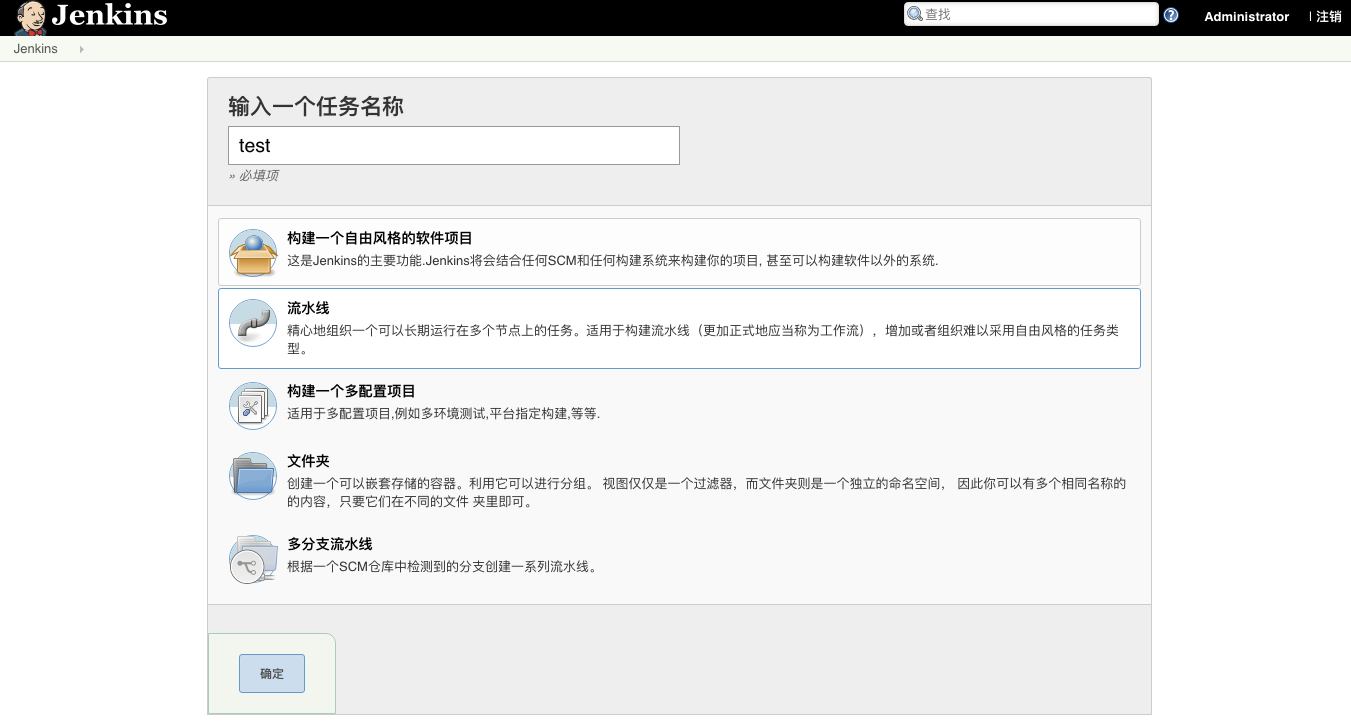 Jenkins
查找
Administrator
| 注销
Jenkins
输入一个任务名称
test
» 必填项
构建一个自由风格的软件项目
这是Jenkins的主要功能.Jenkins将会结合任何SCM和任何构建系统来构建你的项目, 甚至可以构建软件以外的系统.
流水线
精心地组织一个可以长期运行在多个节点上的任务。适用于构建流水线（更加正式地应当称为工作流），增加或者组织难以采用自由风格的任务类
型。
构建一个多配置项目
适用于多配置项目,例如多环境测试,平台指定构建,等等.
文件夹
创建一个可以嵌套存储的容器。利用它可以进行分组。 视图仅仅是一个过滤器，而文件夹则是一个独立的命名空间， 因此你可以有多个相同名称的
的内容，只要它们在不同的文件 夹里即可。
多分支流水线
根据一个SCM仓库中检测到的分支创建一系列流水线。
确定